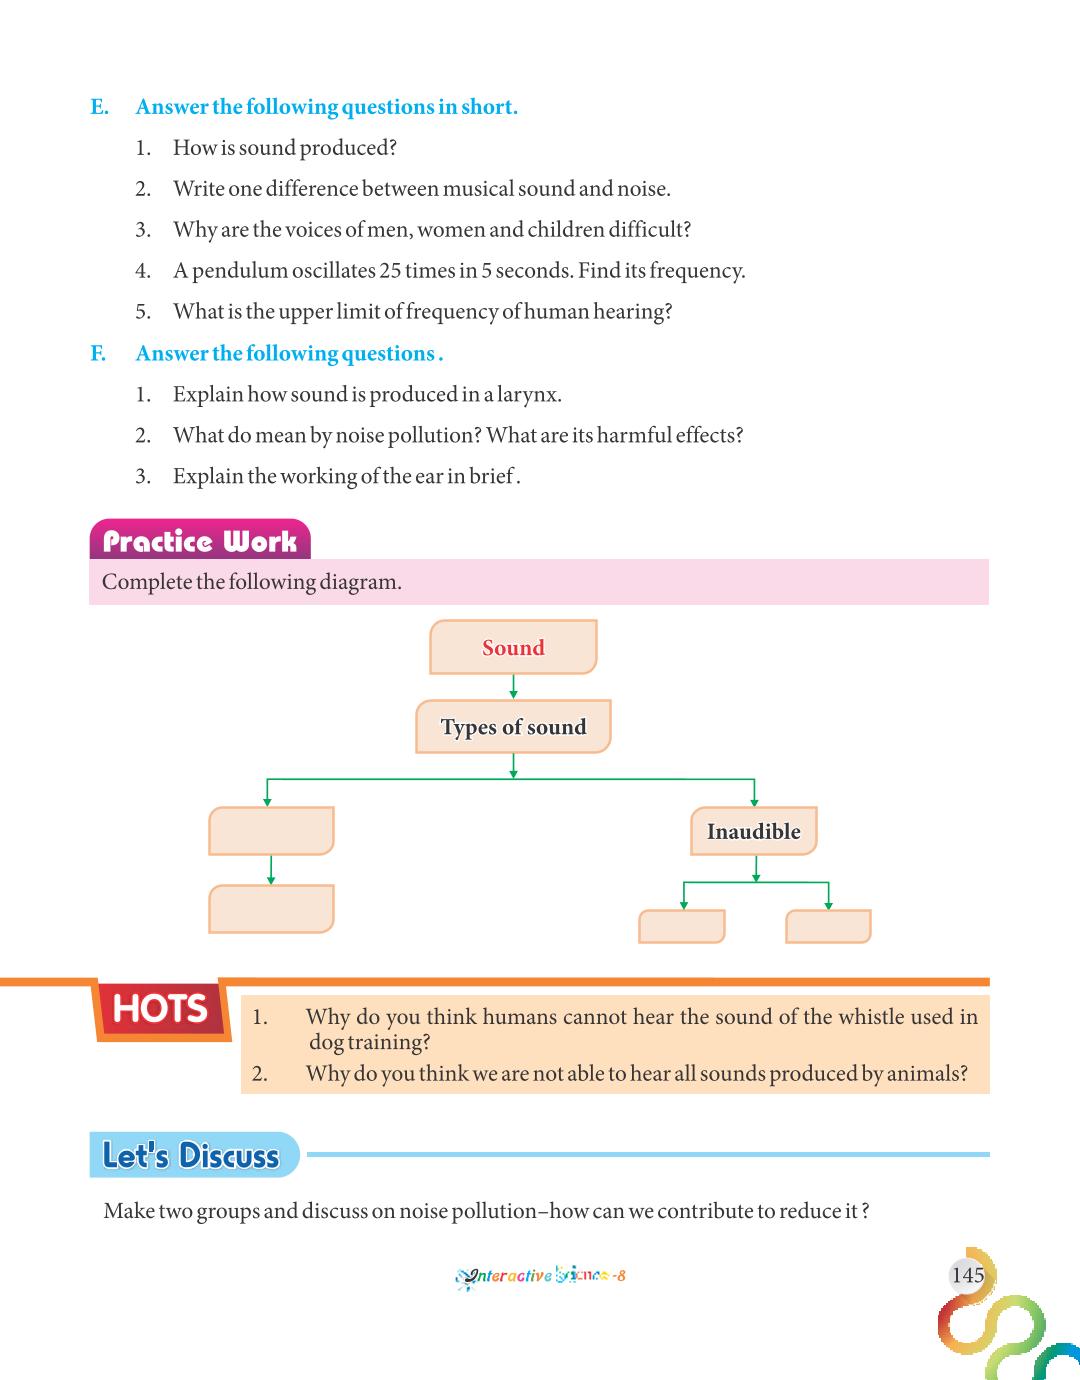 E. Answer the following questions in short.
1. How is sound produced?
2. Write one difference between musical sound and noise.
3. Why are the voices of men, women and children difficult?
4. A pendulum oscillates 25 times in 5 seconds. Find its frequency.
5. What is the upper limit of frequency of human hearing?
F. Answer the following questions .
1. Explain how sound is produced in a larynx.
2. What do mean by noise pollution? What are its harmful effects?
3. Explain the working of the ear in brief .
Practice Work
Complete the following diagram.
Sound
Types of sound
Inaudible
HOTS
1. Why do you think humans cannot hear the sound of the whistle used in
dog training?
2. Why do you think we are not able to hear all sounds produced by animals?
Let's Discuss
Make two groups and discuss on noise pollution–how can we contribute to reduce it ?
Interactive Science -8
145